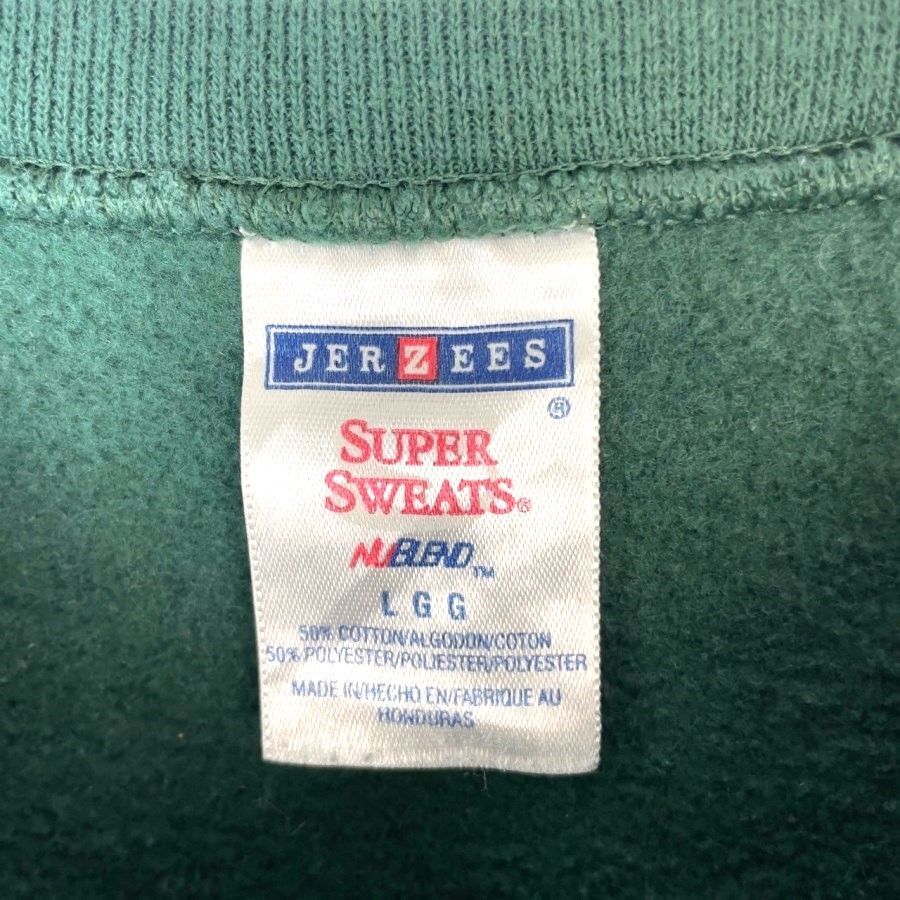 JERZEES
®
SUPER
SWEATS®
NUBLEND™
L G G
50% COTTON/ALGODON/COTON
50% POLYESTER/POLIESTER/POLYESTER
MADE IN/HECHO EN/FABRIQUE AU
HONDURAS